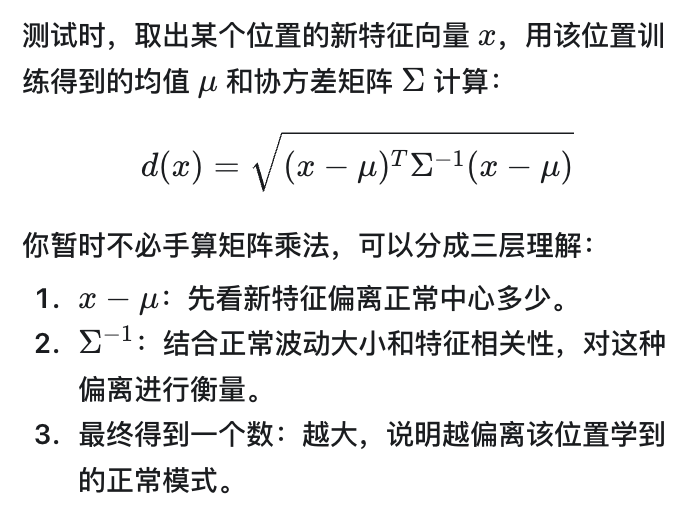 测试时，取出某个位置的新特征向量 x，用该位置训
练得到的均值 μ 和协方差矩阵 Σ 计算：
d(x) = √((x − μ)ᵀΣ⁻¹(x − μ))
你暂时不必手算矩阵乘法，可以分成三层理解：
1. x − μ：先看新特征偏离正常中心多少。
2. Σ⁻¹：结合正常波动大小和特征相关性，对这种
偏离进行衡量。
3. 最终得到一个数：越大，说明越偏离该位置学到
的正常模式。